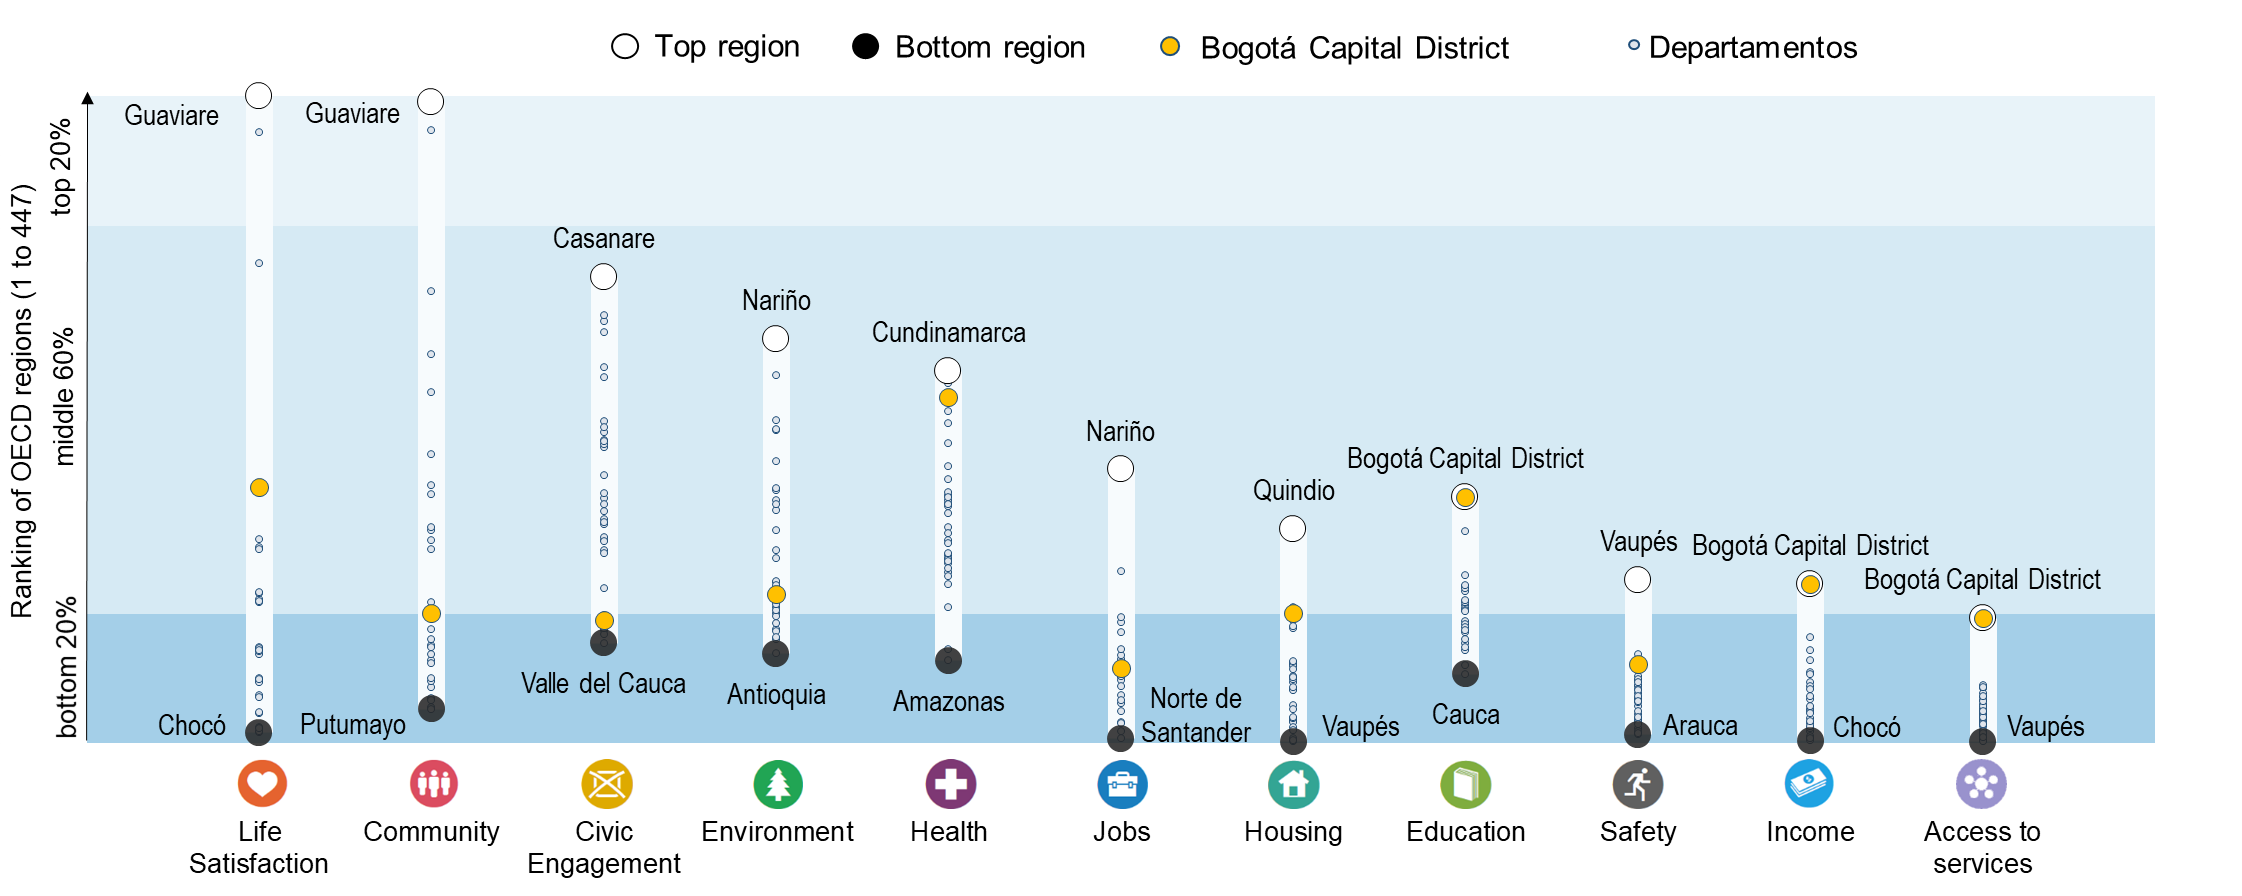 Top region
Bottom region
Bogotá Capital District
Departamentos
Ranking of OECD regions (1 to 447)
top 20%
middle 60%
bottom 20%
Guaviare
Guaviare
Casanare
Nariño
Cundinamarca
Nariño
Quindio
Bogotá Capital District
Vaupés
Bogotá Capital District
Bogotá Capital District
Chocó
Putumayo
Valle del Cauca
Antioquia
Amazonas
Norte de
Santander
Vaupés
Cauca
Arauca
Chocó
Vaupés
Life
Satisfaction
Community
Civic
Engagement
Environment
Health
Jobs
Housing
Education
Safety
Income
Access to
services